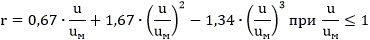 r = 0,67 · u/uм + 1,67 · (u/uм)² − 1,34 · (u/uм)³ при u/uм ≤ 1